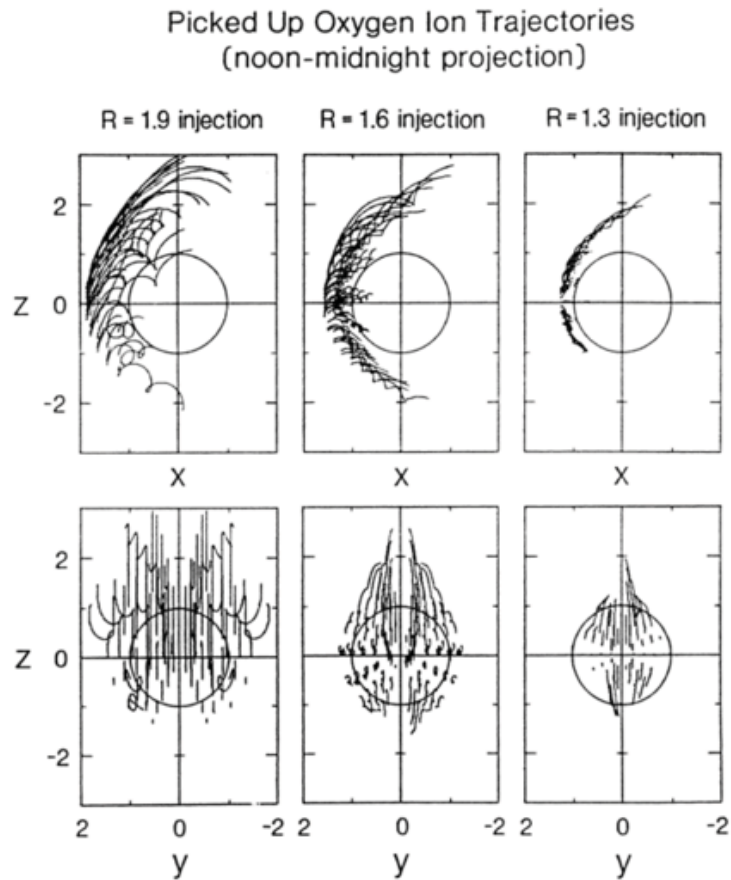 Picked Up Oxygen Ion Trajectories
(noon-midnight projection)
R = 1.9 injection
R = 1.6 injection
R = 1.3 injection
2
Z 0
-2
X
X
X
2
Z 0
-2
2 0 -2
2 0 -2
2 0 -2
y
y
y